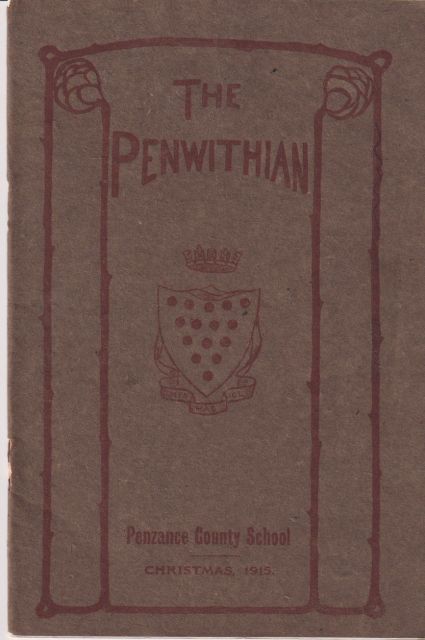 THE
PENWITHIAN
Penzance County School
CHRISTMAS, 1915.